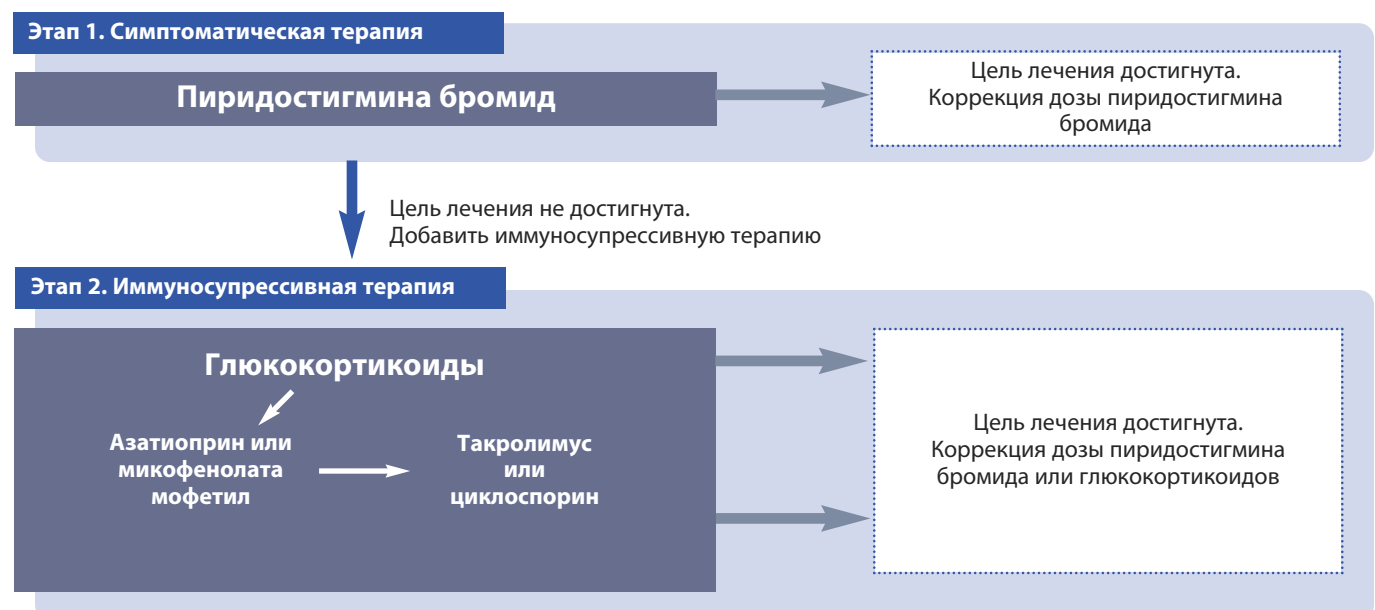 Этап 1. Симптоматическая терапия
Пиридостигмина бромид
Цель лечения достигнута.
Коррекция дозы пиридостигмина
бромида
Цель лечения не достигнута.
Добавить иммуносупрессивную терапию
Этап 2. Иммуносупрессивная терапия
Глюкокортикоиды
Азатиоприн или
микофенолата
мофетил
Такролимус
или
циклоспорин
Цель лечения достигнута.
Коррекция дозы пиридостигмина
бромида или глюкокортикоидов